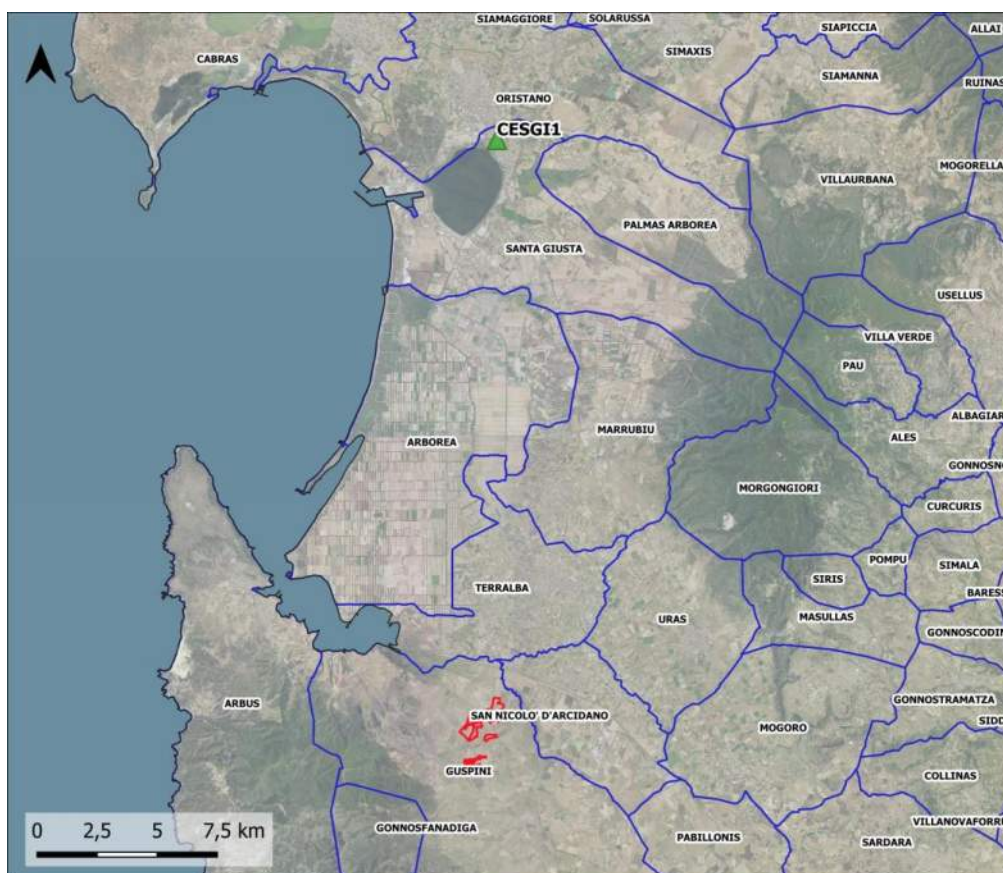 SIAMAGGIORE
SOLARUSSA
SIAPICCIA
ALLAI
CABRAS
SIMAXIS
SIAMANNA
RUINAS
ORISTANO
CESGI1
MOGORELLA
VILLAURBANA
PALMAS ARBOREA
SANTA GIUSTA
USELLUS
VILLA VERDE
PAU
ALBAGIAR
ARBOREA
MARRUBIU
ALES
GONNOSNO
MORGONGIORI
CURCURIS
POMPU
SIMALA
SIRIS
TERRALBA
BARESS
MASULLAS
URAS
GONNOSCODIN
ARBUS
GONNOSTRAMATZA
SAN NICOLO' D'ARCIDANO
SIDD
MOGORO
GUSPINI
COLLINAS
VILLANOVAFORRU
GONNOSFANADIGA
PABILLONIS
SARDARA
0 2,5 5 7,5 km